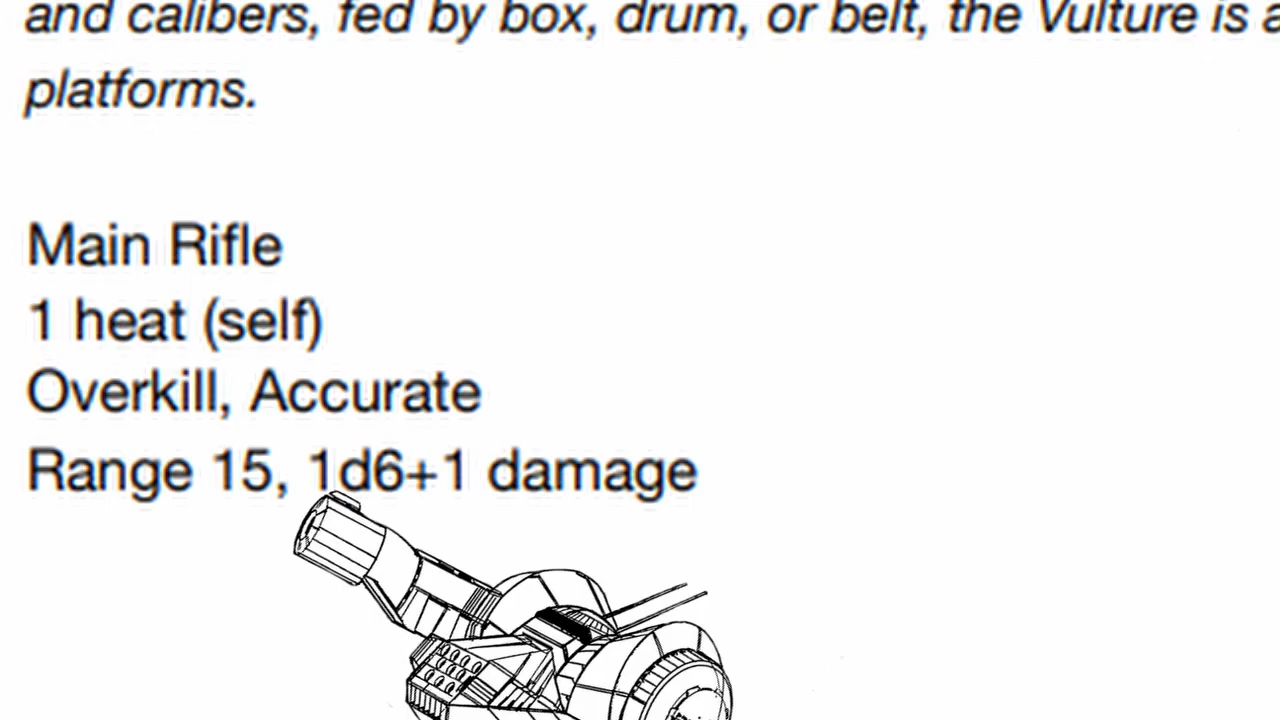 and calibers, fed by box, drum, or belt, the Vulture is a
platforms.
Main Rifle
1 heat (self)
Overkill, Accurate
Range 15, 1d6+1 damage